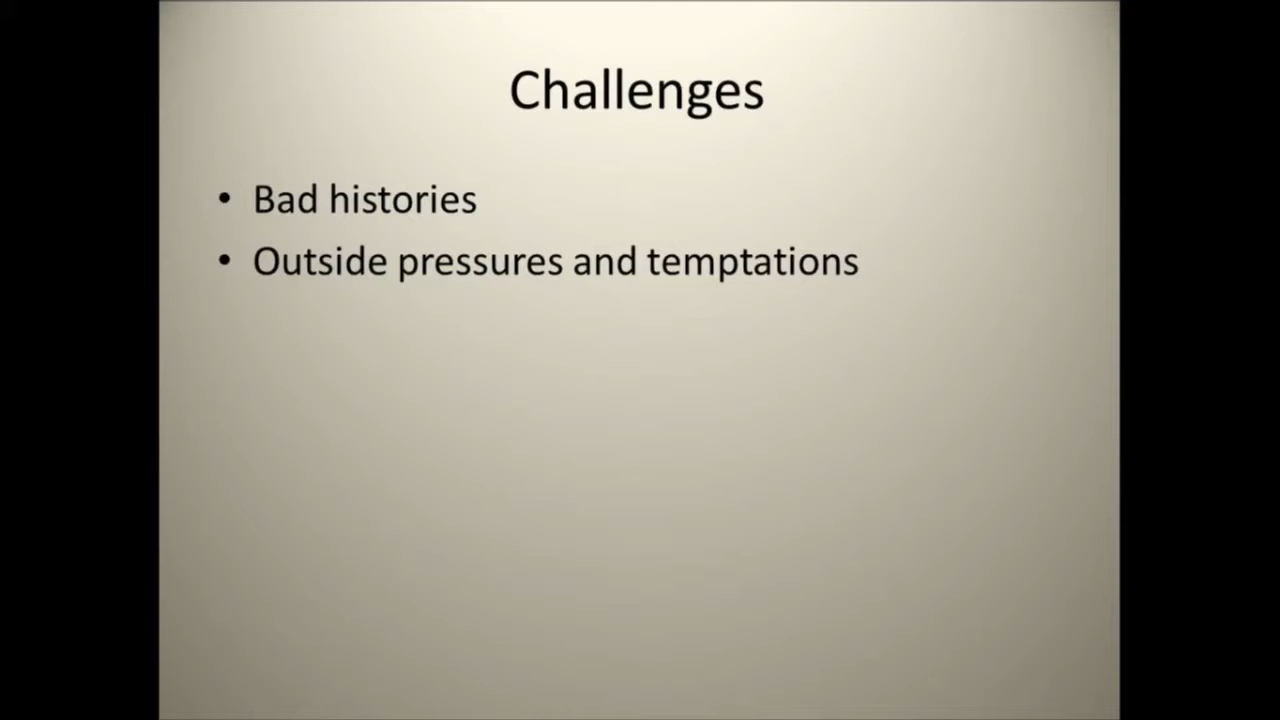 Challenges
• Bad histories
• Outside pressures and temptations